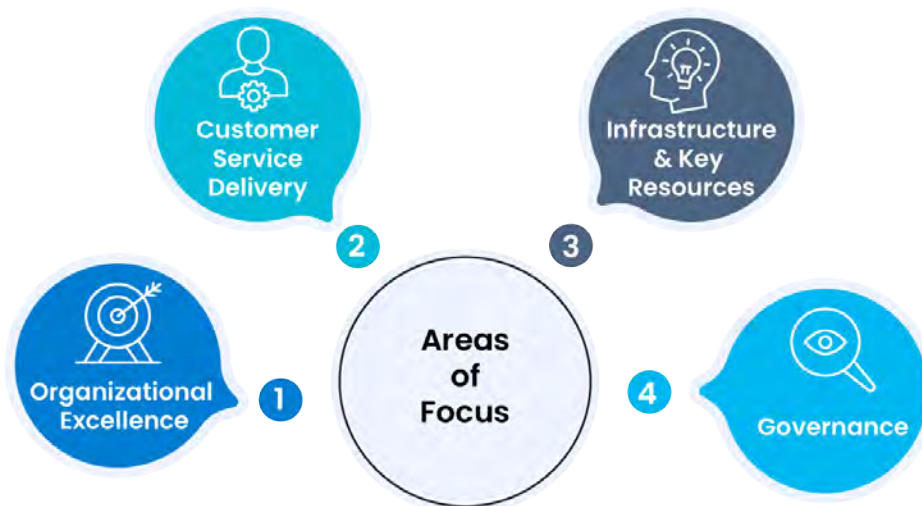 Organizational
Excellence
1
Customer
Service
Delivery
2
Infrastructure
& Key
Resources
3
Governance
4
Areas
of
Focus